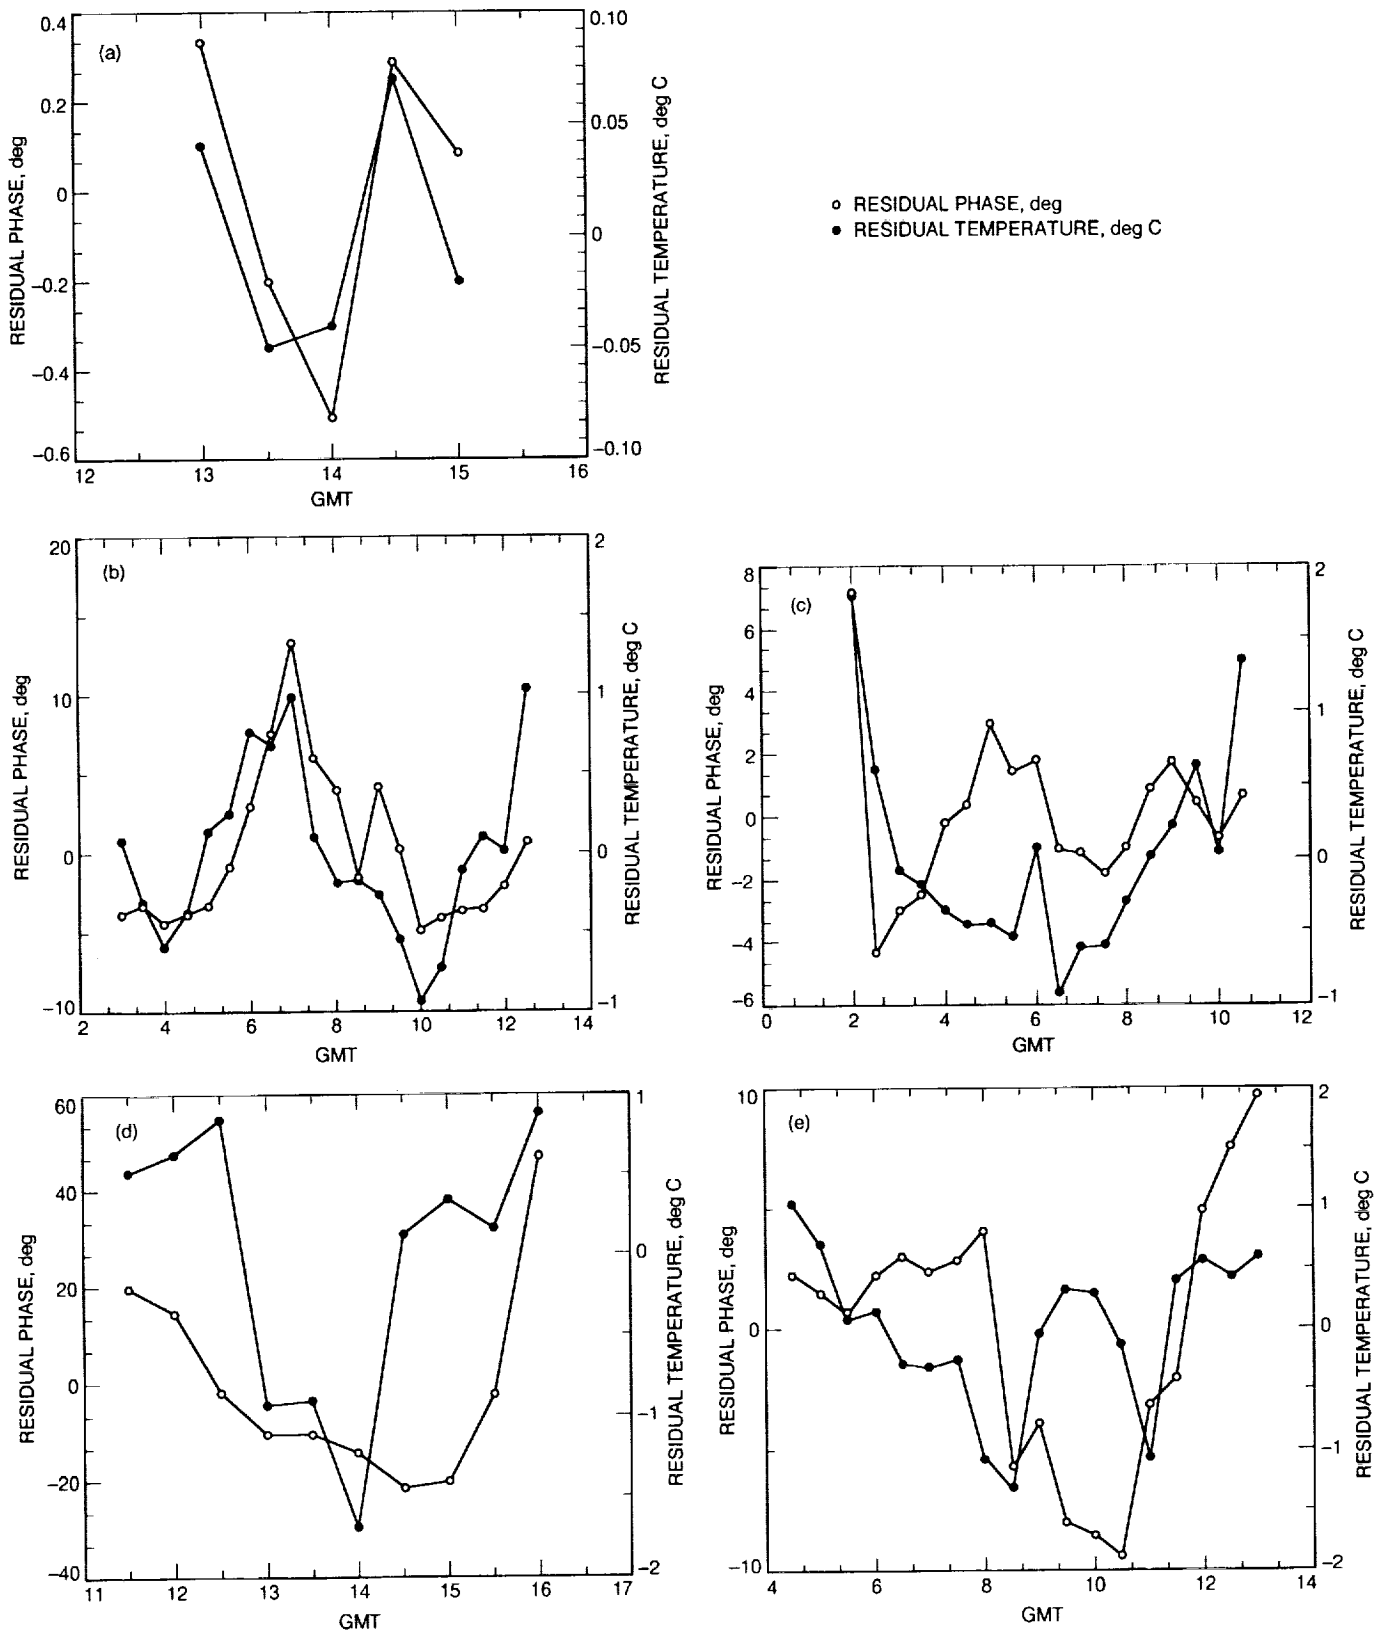 (a)
0.4
0.2
0
−0.2
−0.4
−0.6
RESIDUAL PHASE, deg
0.10
0.05
0
−0.05
−0.10
RESIDUAL TEMPERATURE, deg C
12 13 14 15 16
GMT
RESIDUAL PHASE, deg
RESIDUAL TEMPERATURE, deg C
(b)
20
10
0
−10
RESIDUAL PHASE, deg
2
1
0
−1
RESIDUAL TEMPERATURE, deg C
2 4 6 8 10 12 14
GMT
(c)
8
6
4
2
0
−2
−4
−6
RESIDUAL PHASE, deg
2
1
0
−1
RESIDUAL TEMPERATURE, deg C
0 2 4 6 8 10 12
GMT
(d)
60
40
20
0
−20
−40
RESIDUAL PHASE, deg
1
0
−1
−2
RESIDUAL TEMPERATURE, deg C
11 12 13 14 15 16 17
GMT
(e)
10
0
−10
RESIDUAL PHASE, deg
2
1
0
−1
−2
RESIDUAL TEMPERATURE, deg C
4 6 8 10 12 14
GMT